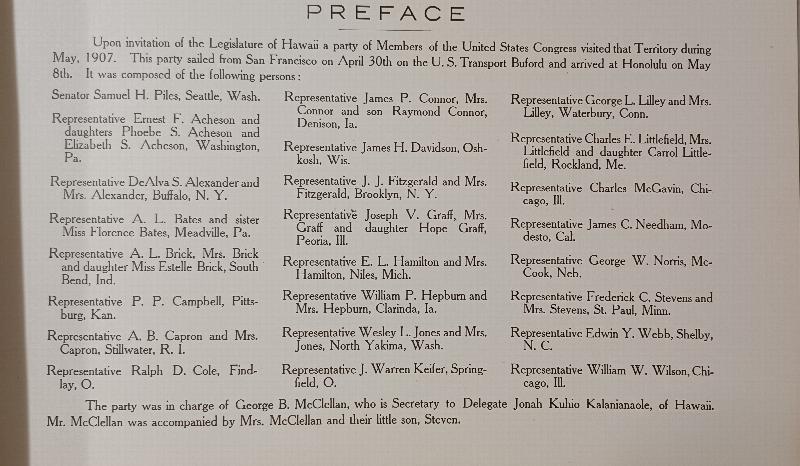 PREFACE
Upon invitation of the Legislature of Hawaii a party of Members of the United States Congress visited that Territory during
May, 1907. This party sailed from San Francisco on April 30th on the U. S. Transport Buford and arrived at Honolulu on May
8th. It was composed of the following persons:
Senator Samuel H. Piles, Seattle, Wash.
Representative Ernest F. Acheson and
daughters Phoebe S. Acheson and
Elizabeth S. Acheson, Washington,
Pa.
Representative DeAlva S. Alexander and
Mrs. Alexander, Buffalo, N. Y.
Representative A. L. Bates and sister
Miss Florence Bates, Meadville, Pa.
Representative A. L. Brick, Mrs. Brick
and daughter Miss Estelle Brick, South
Bend, Ind.
Representative P. P. Campbell, Pitts-
burg, Kan.
Representative A. B. Capron and Mrs.
Capron, Stillwater, R. I.
Representative Ralph D. Cole, Find-
lay, O.
Representative James P. Connor, Mrs.
Connor and son Raymond Connor,
Denison, Ia.
Representative James H. Davidson, Osh-
kosh, Wis.
Representative J. J. Fitzgerald and Mrs.
Fitzgerald, Brooklyn, N. Y.
Representative Joseph V. Graff, Mrs.
Graff and daughter Hope Graff,
Peoria, Ill.
Representative E. L. Hamilton and Mrs.
Hamilton, Niles, Mich.
Representative William P. Hepburn and
Mrs. Hepburn, Clarinda, Ia.
Representative Wesley L. Jones and Mrs.
Jones, North Yakima, Wash.
Representative J. Warren Keifer, Spring-
field, O.
Representative George L. Lilley and Mrs.
Lilley, Waterbury, Conn.
Representative Charles E. Littlefield, Mrs.
Littlefield and daughter Carrol Little-
field, Rockland, Me.
Representative Charles McGavin, Chi-
cago, Ill.
Representative James C. Needham, Mo-
desto, Cal.
Representative George W. Norris, Mc-
Cook, Neb.
Representative Frederick C. Stevens and
Mrs. Stevens, St. Paul, Minn.
Representative Edwin Y. Webb, Shelby,
N. C.
Representative William W. Wilson, Chi-
cago, Ill.
The party was in charge of George B. McClellan, who is Secretary to Delegate Jonah Kuhio Kalanianaole, of Hawaii.
Mr. McClellan was accompanied by Mrs. McClellan and their little son, Steven.